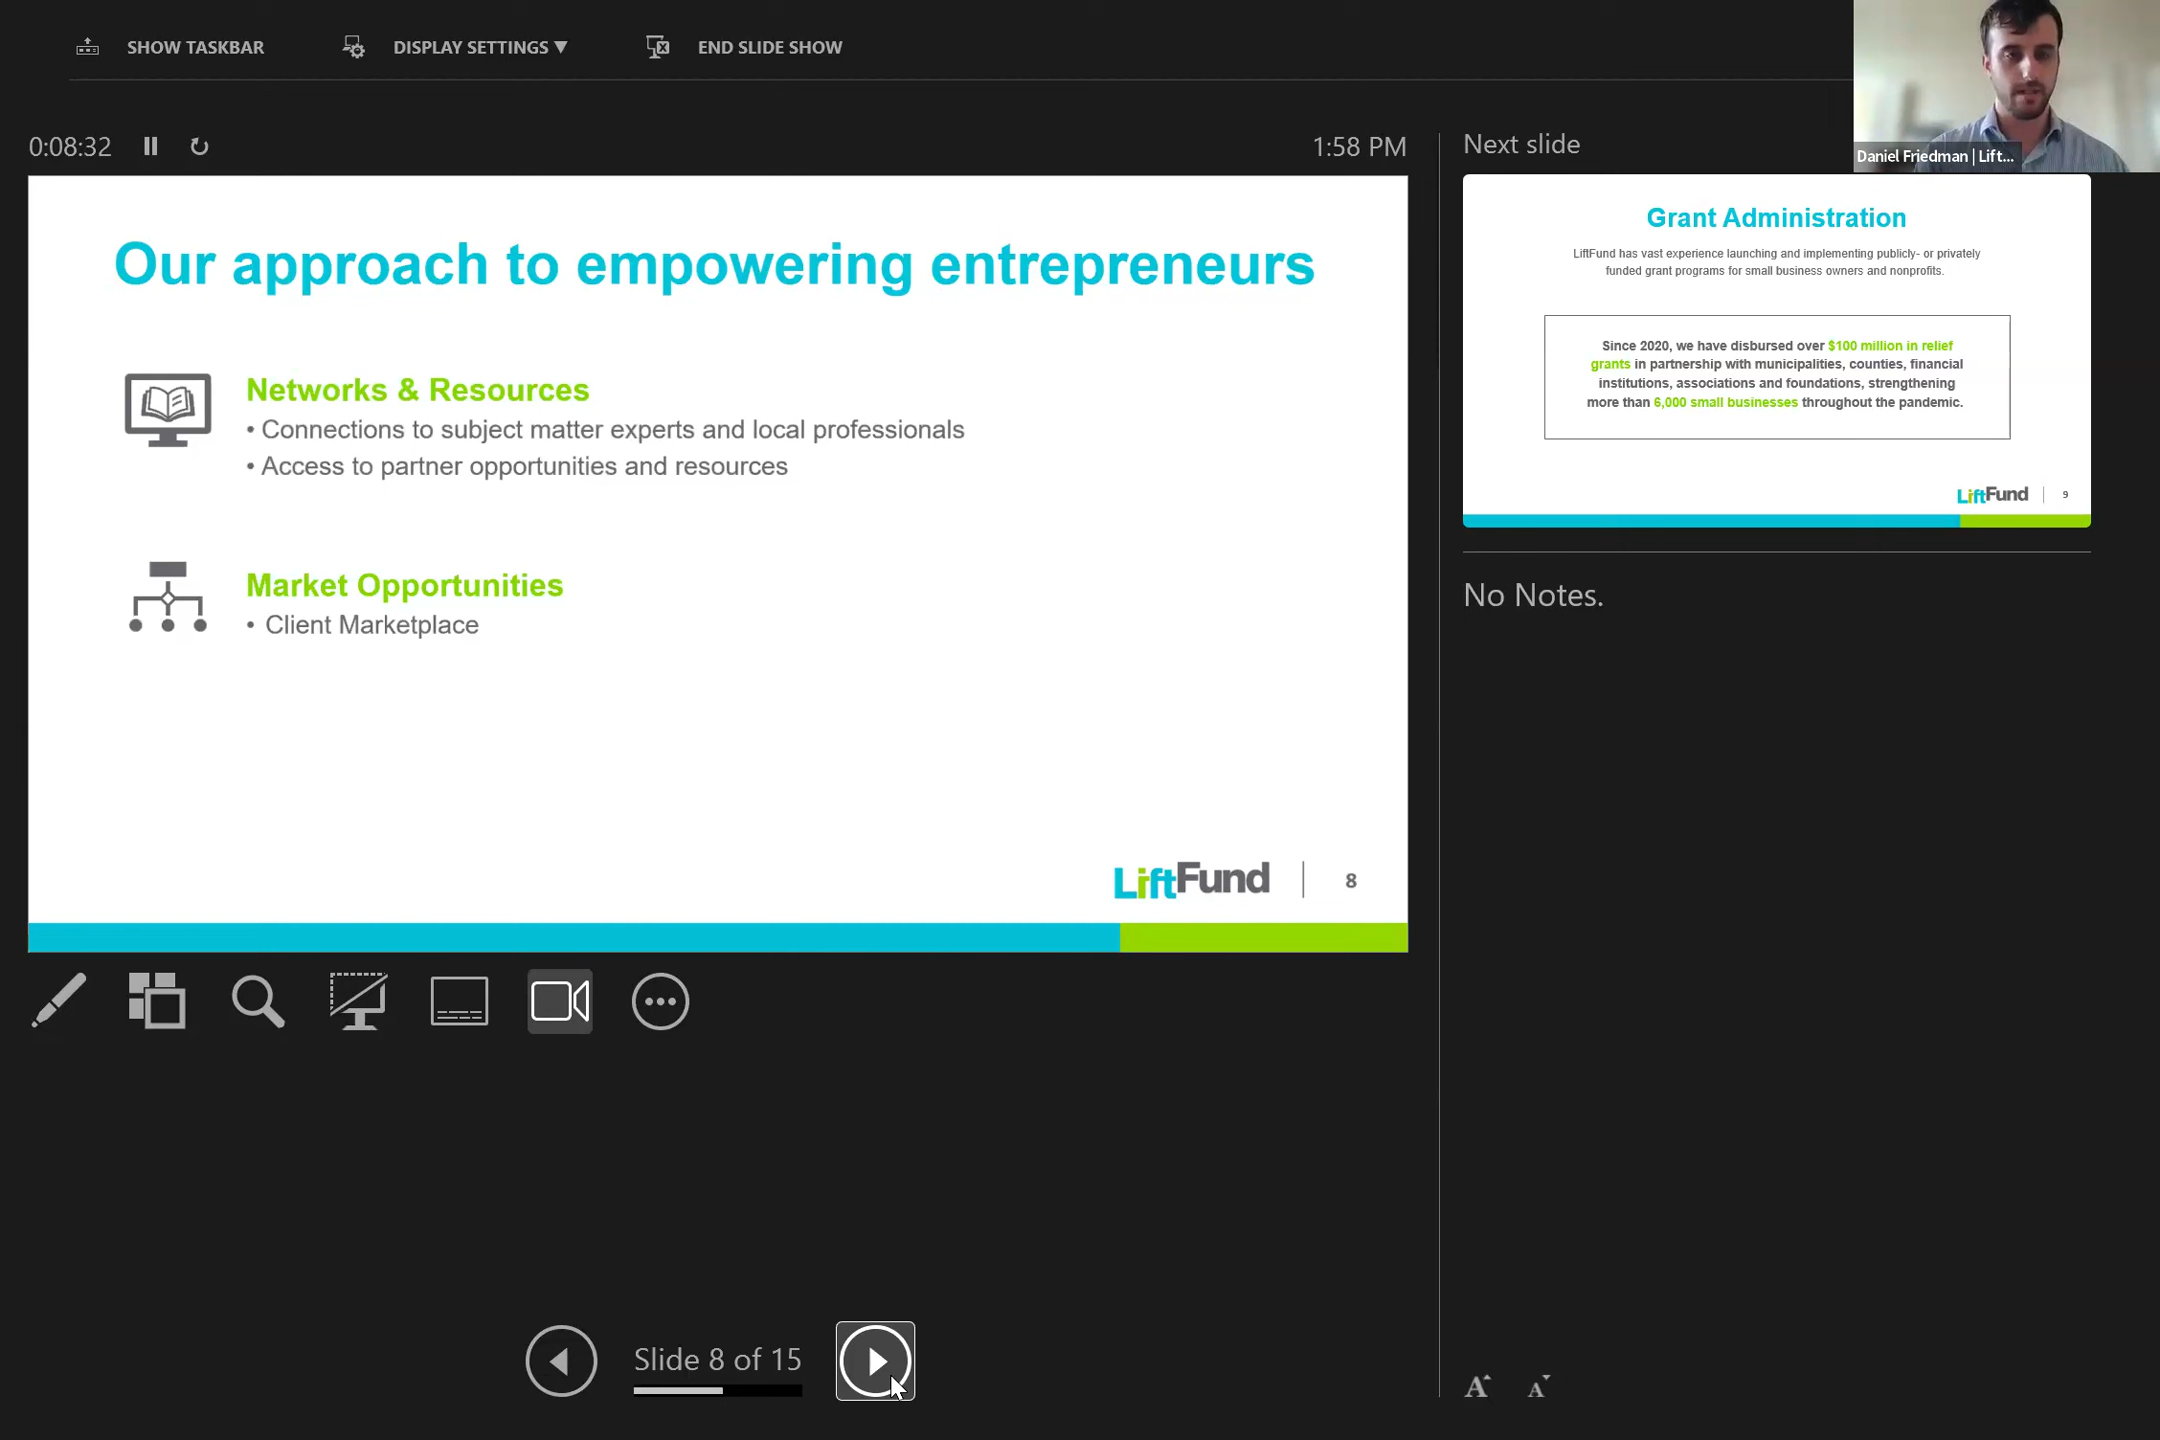 SHOW TASKBAR
DISPLAY SETTINGS ▼
END SLIDE SHOW
0:08:32
1:58 PM
Our approach to empowering entrepreneurs
Networks & Resources
• Connections to subject matter experts and local professionals
• Access to partner opportunities and resources
Market Opportunities
• Client Marketplace
LiftFund
8
Slide 8 of 15
Next slide
Daniel Friedman | Lift...
Grant Administration
LiftFund has vast experience launching and implementing publicly- or privately
funded grant programs for small business owners and nonprofits.
Since 2020, we have disbursed over $100 million in relief
grants in partnership with municipalities, counties, financial
institutions, associations and foundations, strengthening
more than 6,000 small businesses throughout the pandemic.
LiftFund
9
No Notes.
A
A